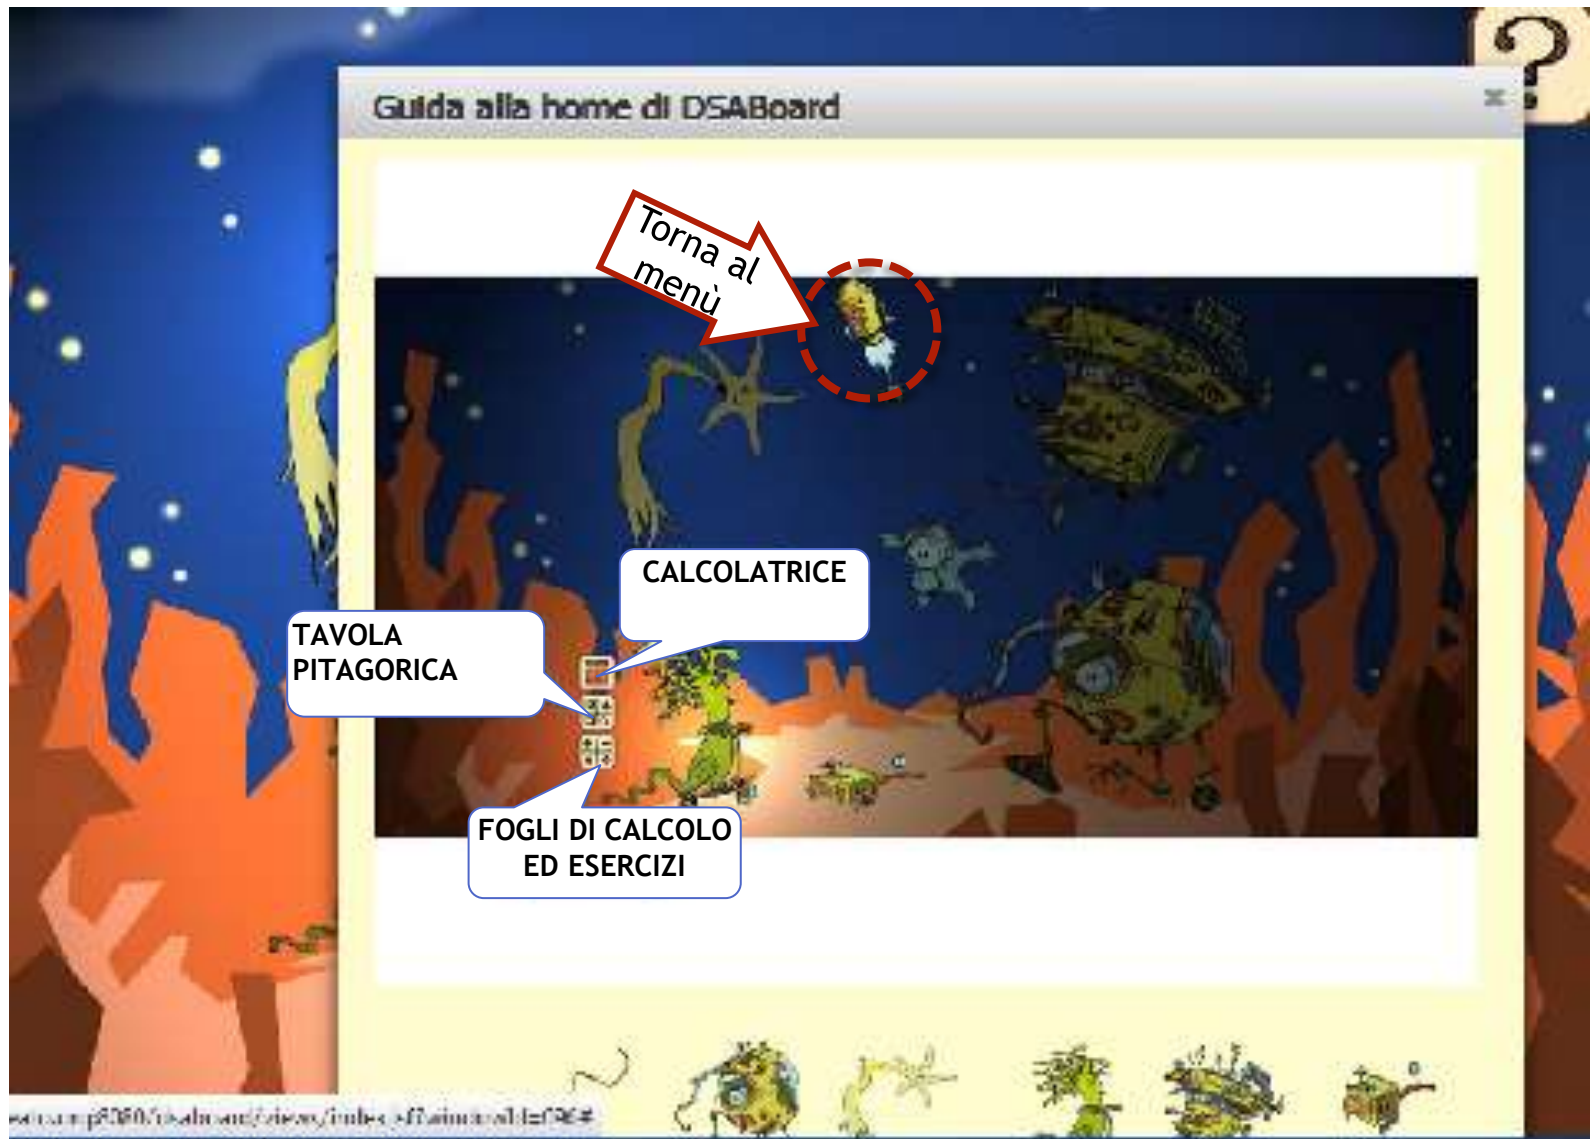 ?
Guida alla home di DSABoard
Torna al
menù
CALCOLATRICE
TAVOLA
PITAGORICA
FOGLI DI CALCOLO
ED ESERCIZI